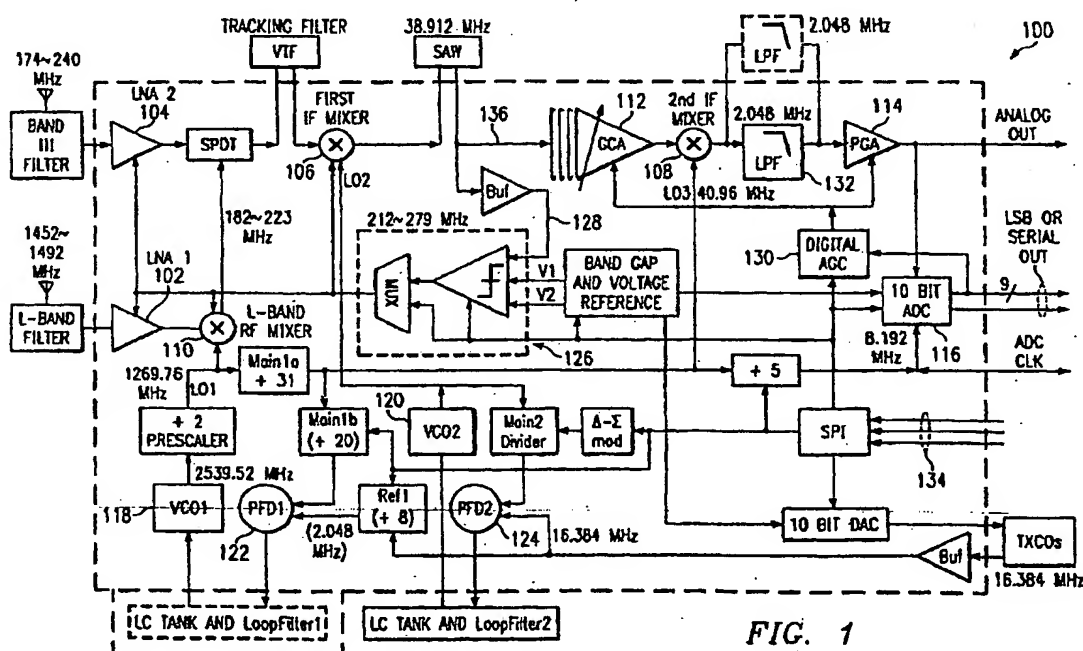 TRACKING FILTER
VTF
38.912 MHz
SAW
2.048 MHz
LPF
100
174~240
MHz
BAND
III
FILTER
LNA 2
104
SPDT
FIRST
IF MIXER
106
LO2
136
112
GCA
2nd IF
MIXER
108
2.048 MHz
LPF
132
114
PGA
ANALOG
OUT
LO3 40.96 MHz
Buf
128
182~223
MHz
212~279 MHz
1452~
1492
MHz
L-BAND
FILTER
LNA 1
102
110
L-BAND
RF MIXER
MUX
126
V1
V2
BAND GAP
AND VOLTAGE
REFERENCE
130
DIGITAL
AGC
10 BIT
ADC
116
9
LSB OR
SERIAL
OUT
8.192
MHz
ADC
CLK
1269.76
MHz
LO1
Main1a
÷ 31
÷ 5
÷ 2
PRESCALER
Main1b
(÷ 20)
120
VCO2
Main2
Divider
Δ-Σ
mod
SPI
134
2539.52 MHz
118
VCO1
PFD1
122
Ref1
(÷ 8)
(2.048
MHz)
PFD2
124
16.384 MHz
10 BIT DAC
Buf
TXCOs
16.384 MHz
LC TANK AND LoopFilter1
LC TANK AND LoopFilter2
FIG. 1